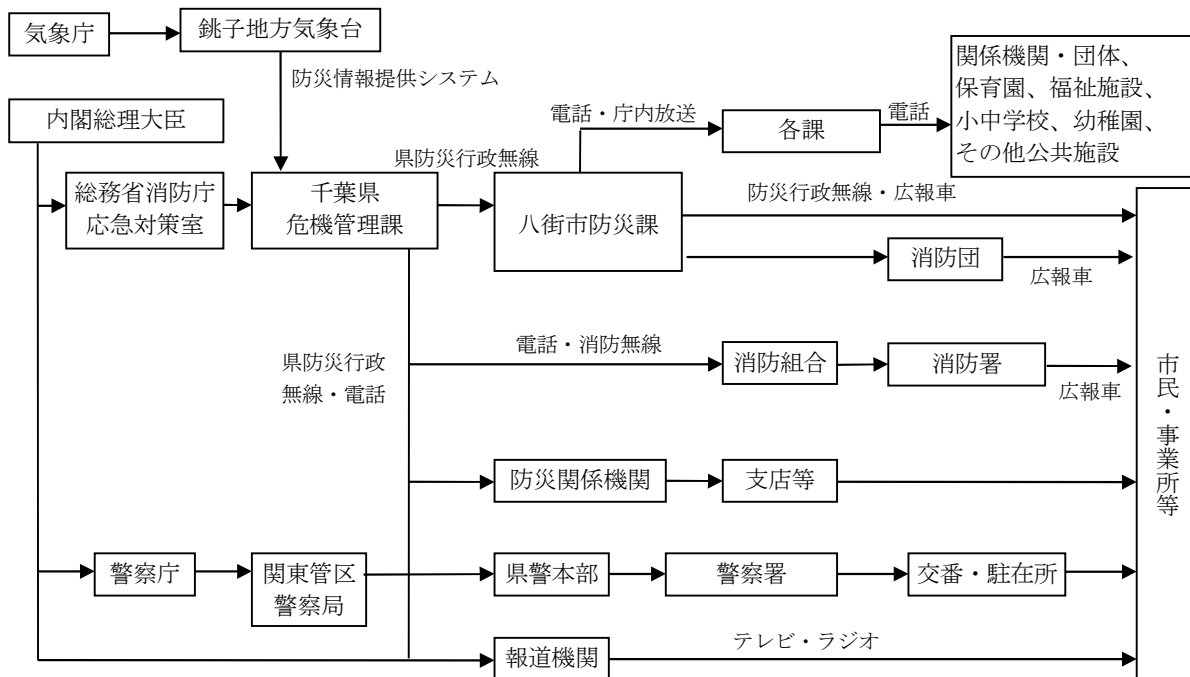 気象庁
銚子地方気象台
防災情報提供システム
関係機関・団体、
保育園、福祉施設、
小中学校、幼稚園、
その他公共施設
内閣総理大臣
電話・庁内放送
各課
電話
県防災行政無線
総務省消防庁
応急対策室
千葉県
危機管理課
八街市防災課
防災行政無線・広報車
消防団
広報車
県防災行政
無線・電話
電話・消防無線
消防組合
消防署
広報車
市民・事業所等
防災関係機関
支店等
警察庁
関東管区
警察局
県警本部
警察署
交番・駐在所
報道機関
テレビ・ラジオ